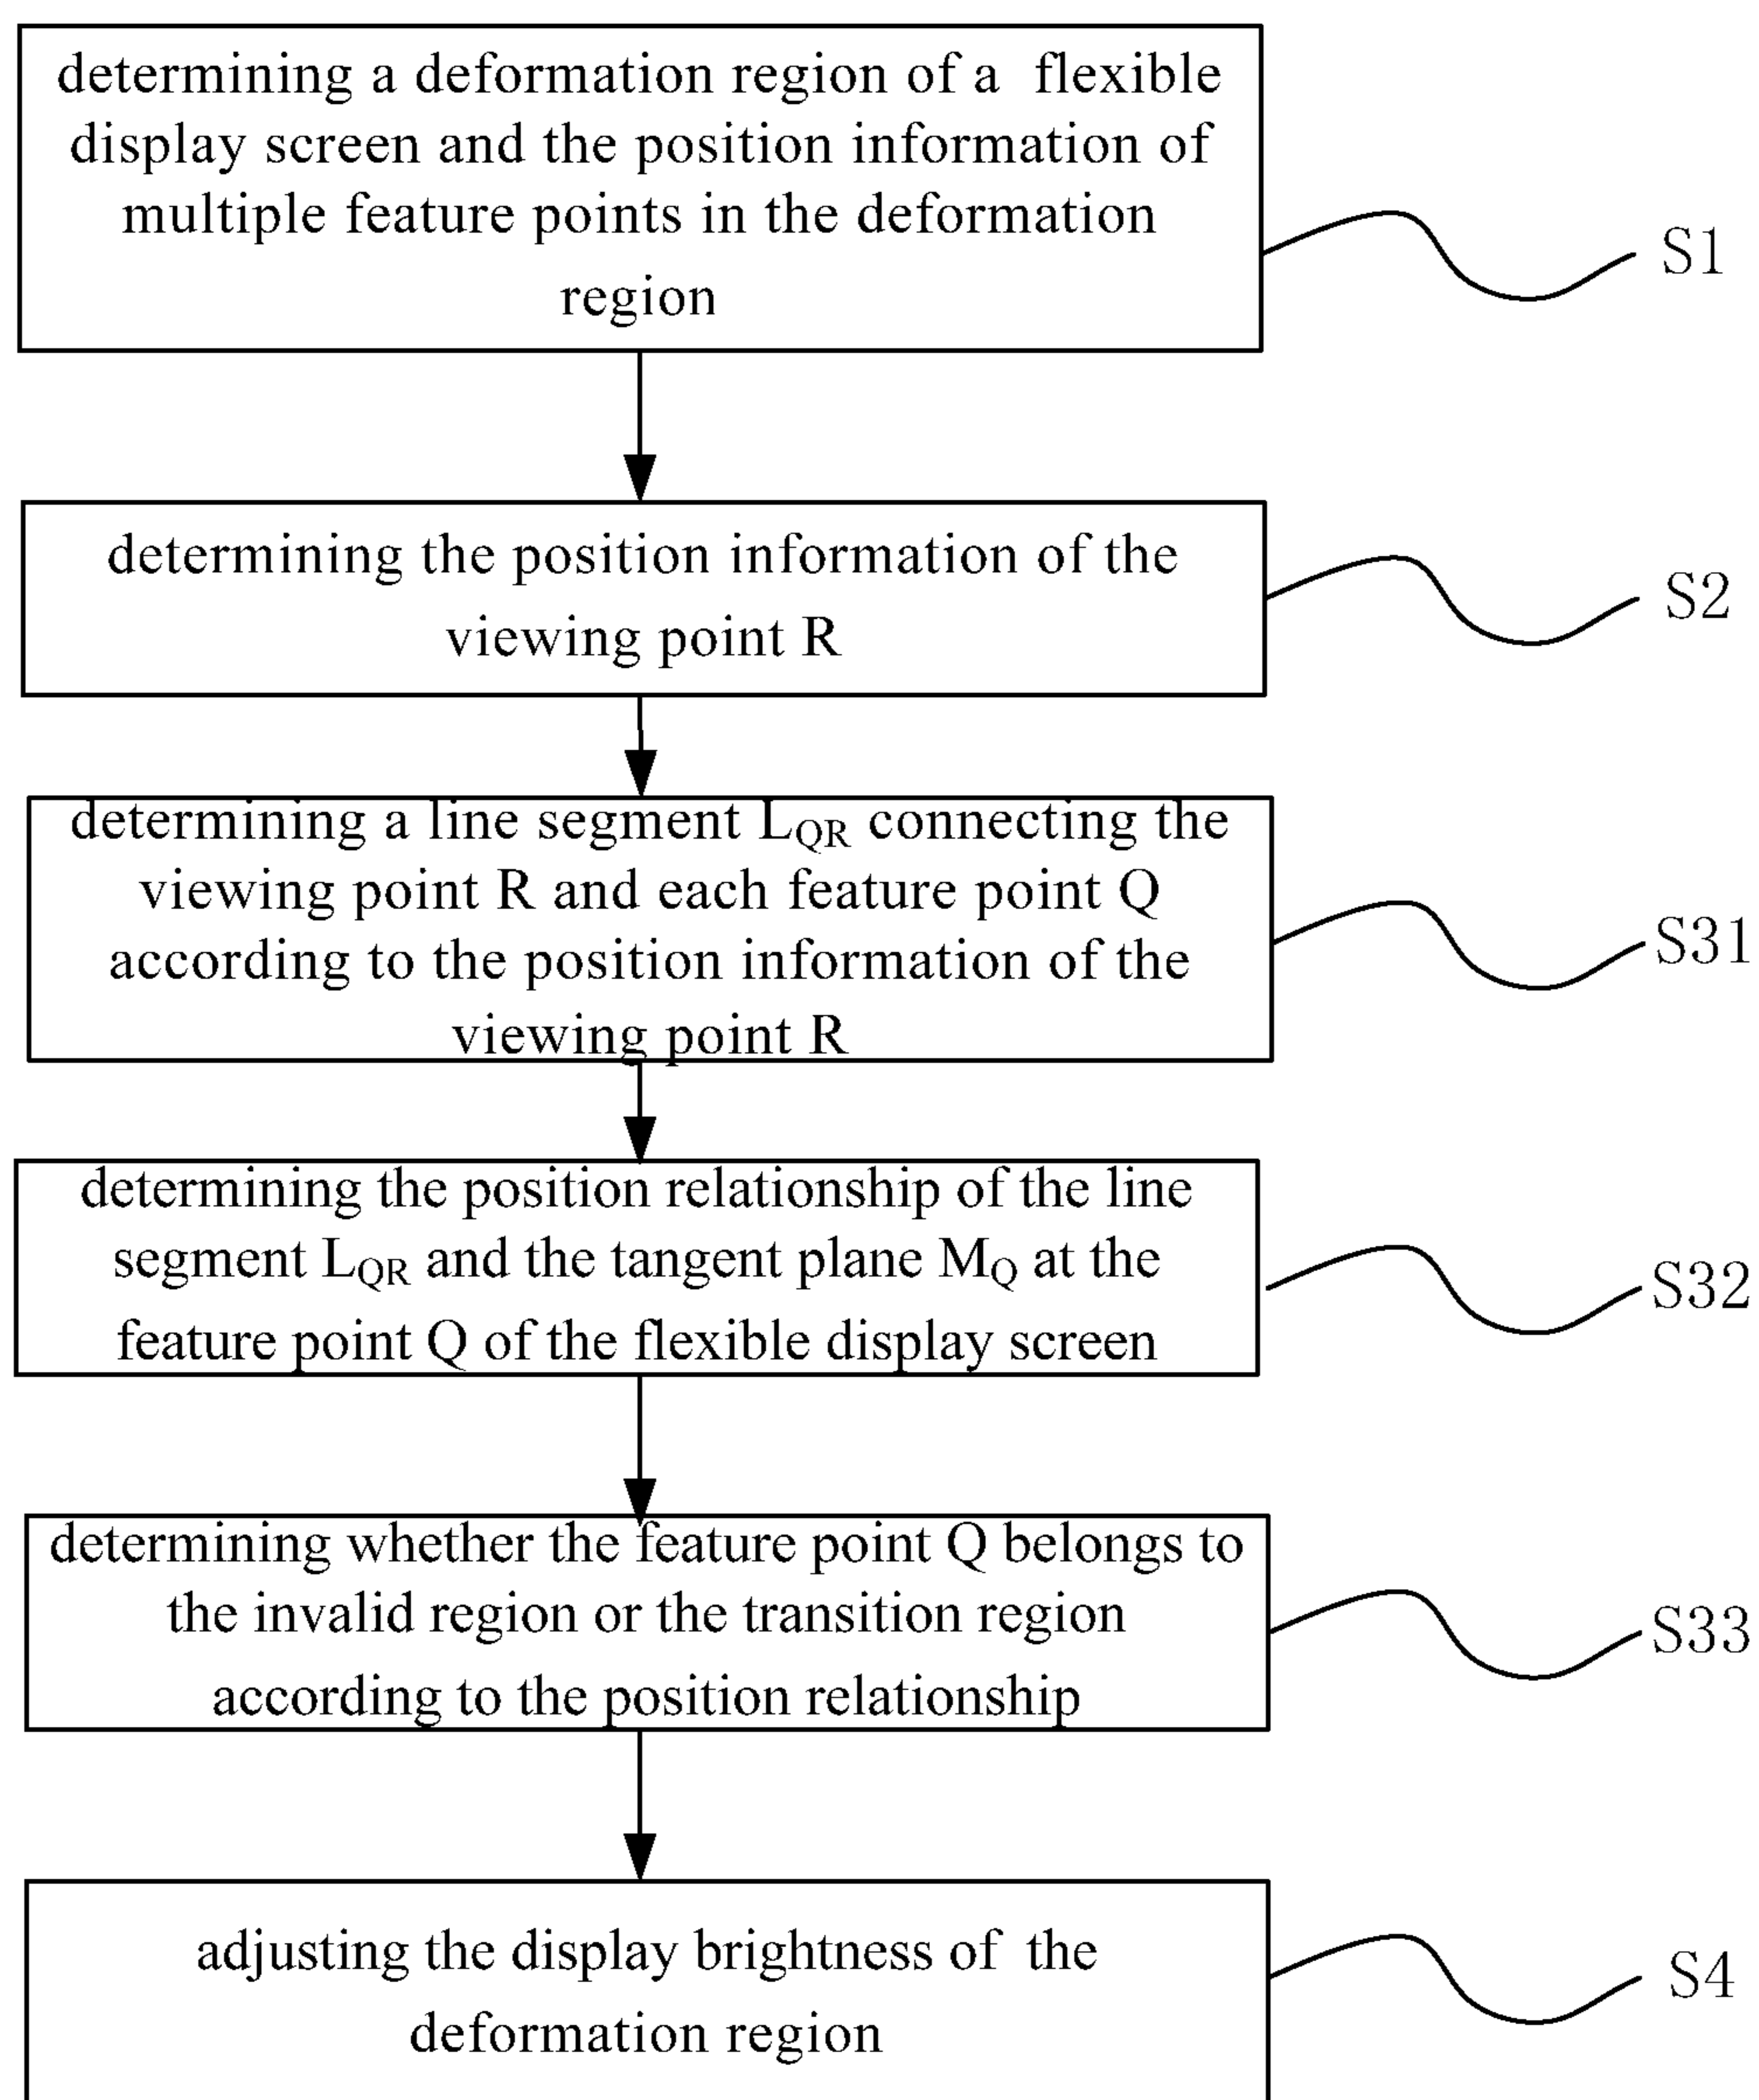 determining a deformation region of a flexible
display screen and the position information of
multiple feature points in the deformation
region
S1
determining the position information of the
viewing point R
S2
determining a line segment LQR connecting the
viewing point R and each feature point Q
according to the position information of the
viewing point R
S31
determining the position relationship of the line
segment LQR and the tangent plane MQ at the
feature point Q of the flexible display screen
S32
determining whether the feature point Q belongs to
the invalid region or the transition region
according to the position relationship
S33
adjusting the display brightness of the
deformation region
S4